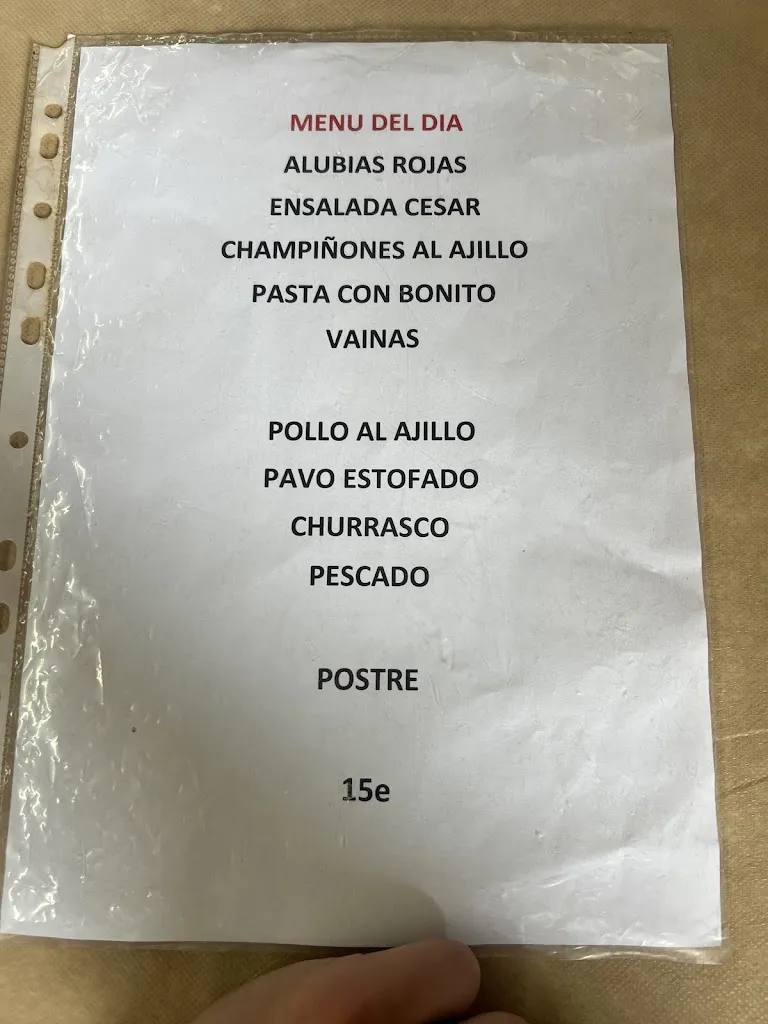 MENU DEL DIA
ALUBIAS ROJAS
ENSALADA CESAR
CHAMPIÑONES AL AJILLO
PASTA CON BONITO
VAINAS
POLLO AL AJILLO
PAVO ESTOFADO
CHURRASCO
PESCADO
POSTRE
15e